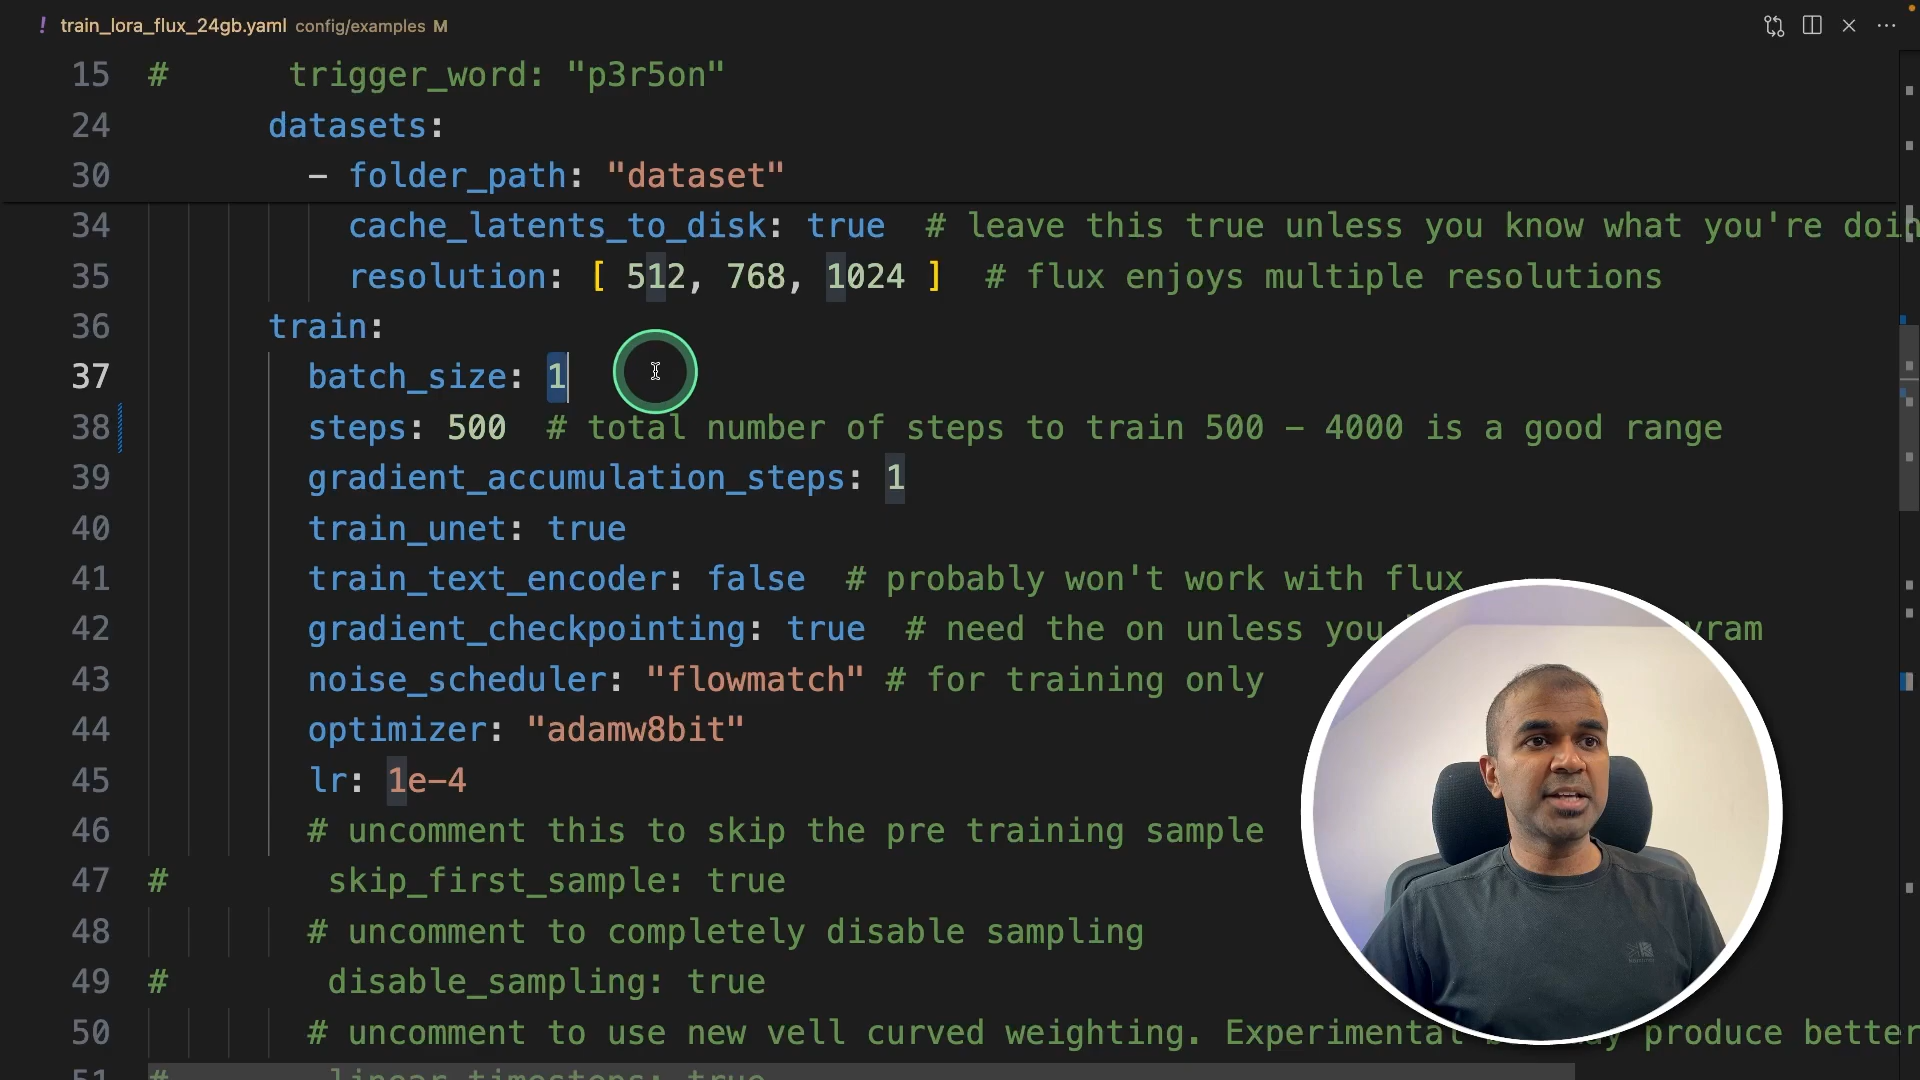 ! train_lora_flux_24gb.yaml config/examples M
15 # trigger_word: "p3r5on"
24 datasets:
30 - folder_path: "dataset"
34 cache_latents_to_disk: true # leave this true unless you know what you're doin
35 resolution: [ 512, 768, 1024 ] # flux enjoys multiple resolutions
36 train:
37 batch_size: 1
38 steps: 500 # total number of steps to train 500 – 4000 is a good range
39 gradient_accumulation_steps: 1
40 train_unet: true
41 train_text_encoder: false # probably won't work with flux
42 gradient_checkpointing: true # need the on unless you vram
43 noise_scheduler: "flowmatch" # for training only
44 optimizer: "adamw8bit"
45 lr: 1e-4
46 # uncomment this to skip the pre training sample
47 # skip_first_sample: true
48 # uncomment to completely disable sampling
49 # disable_sampling: true
50 # uncomment to use new vell curved weighting. Experimental produce better
51 # linear_timesteps: true